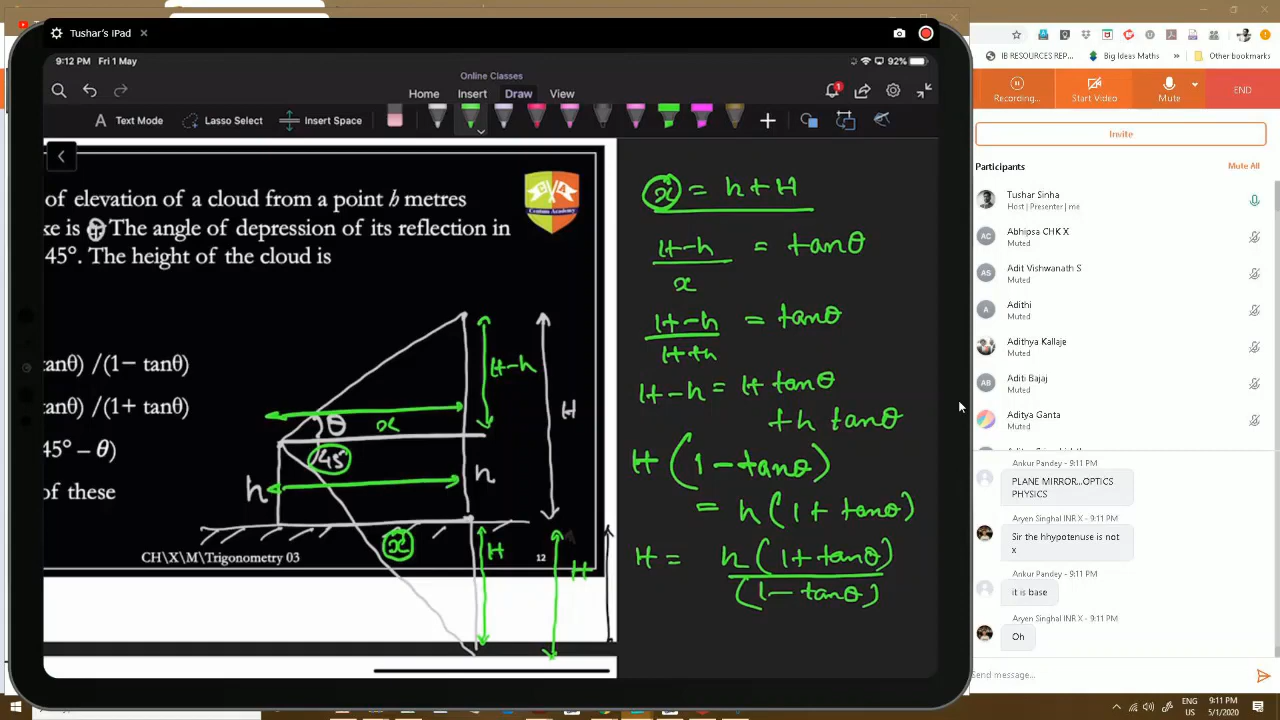 Tushar's iPad
9:12 PM Fri 1 May
92%
Online Classes
Home Insert Draw View
Text Mode
Lasso Select
Insert Space
of elevation of a cloud from a point h metres
ke is θ The angle of depression of its reflection in
45°. The height of the cloud is
tanθ) /(1− tanθ)
tanθ) /(1+ tanθ)
45° − θ)
of these
H-h
H
θ
x
45°
h
h
x
H
H
CH\X\M\Trigonometry 03
12
x = h+H
H-h / x = tanθ
H-h / H+h = tanθ
H-h = H tanθ
+h tanθ
H (1-tanθ)
= h(1+ tanθ)
H = h(1+tanθ) / (1- tanθ)
IB RESOURCES REP...
Big Ideas Maths
»
Other bookmarks
Recording...
Start Video
Mute
END
Invite
Participants
Mute All
Tushar Sinha
Host | Presenter | me
AC
Abhipsa CHK X
Muted
AS
Adit Vishwanath S
Muted
Adithi
Muted
Adithya Kallaje
Muted
AB
Aditi Bajaj
Muted
Aditya Ganta
Muted
Ankur Pandey - 9:11 PM
PLANE MIRROR...OPTICS
PHYSICS
Aryen Singhal INR X - 9:11 PM
Sir the hhypotenuse is not
x
Ankur Pandey - 9:11 PM
it is base
Aryen Singhal INR X - 9:11 PM
Oh
Send message...
ENG
US
9:11 PM
5/1/2020